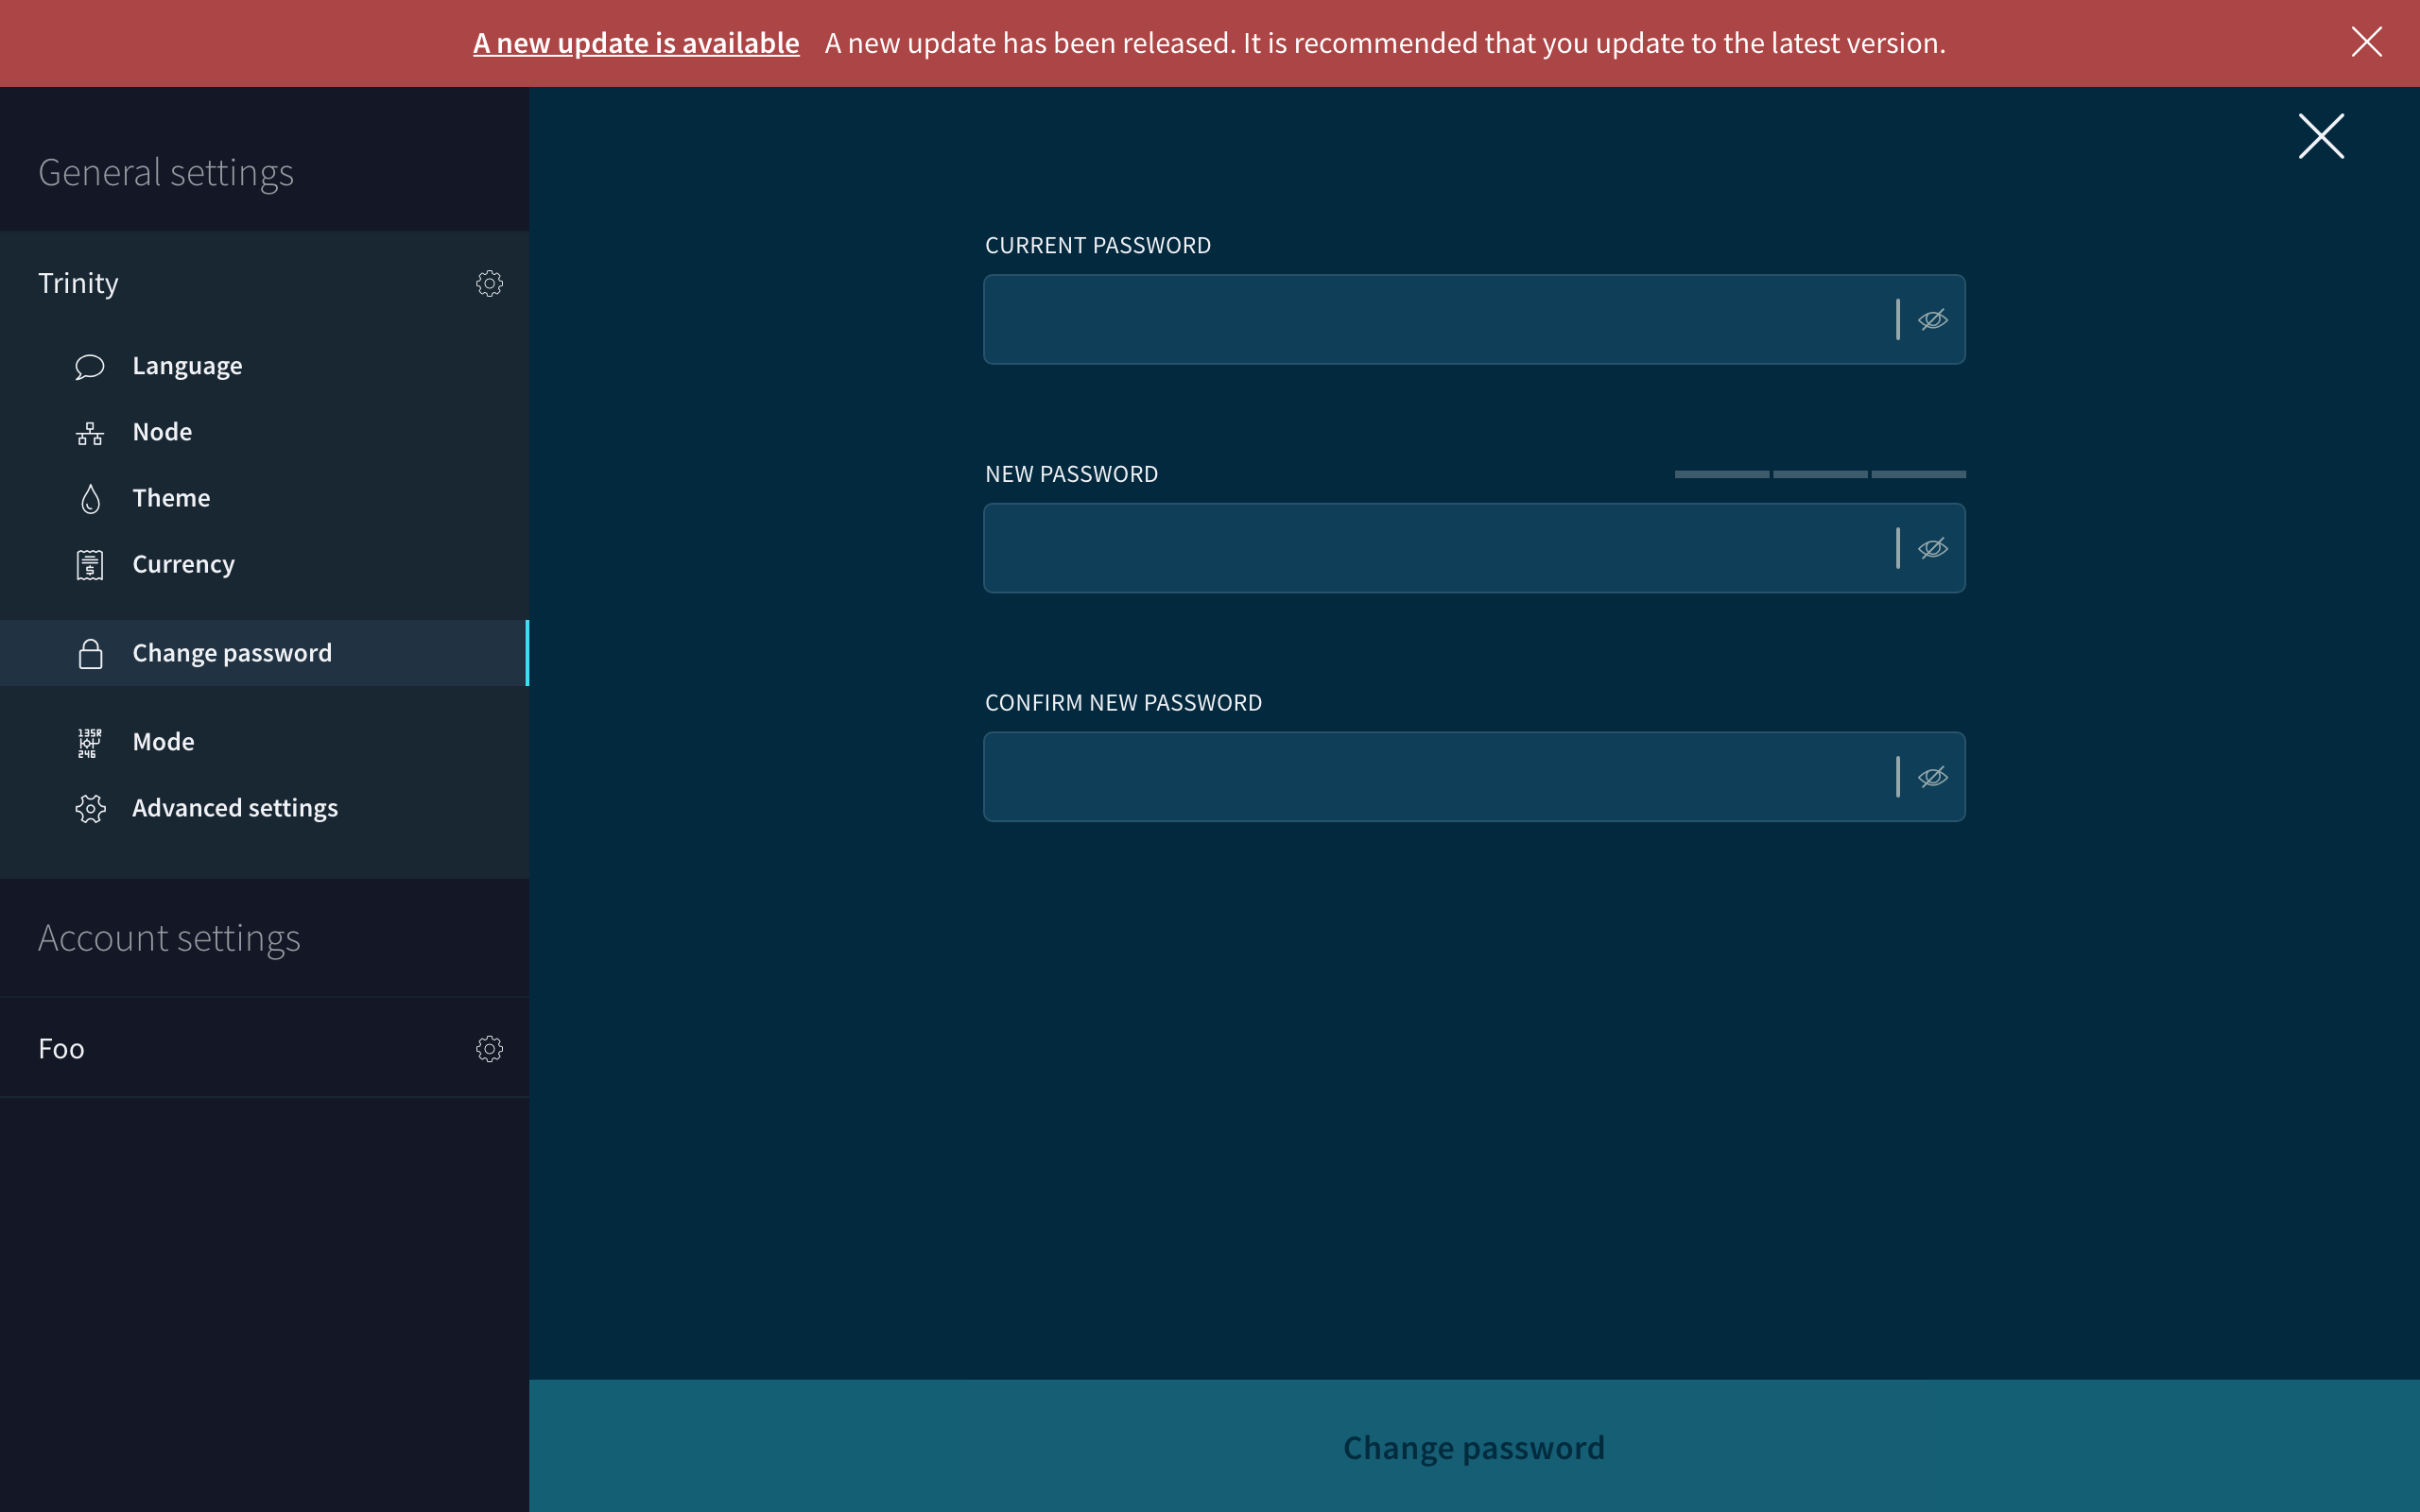 A new update is available A new update has been released. It is recommended that you update to the latest version.
General settings
Trinity
Language
Node
Theme
Currency
Change password
Mode
Advanced settings
Account settings
Foo
CURRENT PASSWORD
NEW PASSWORD
CONFIRM NEW PASSWORD
Change password